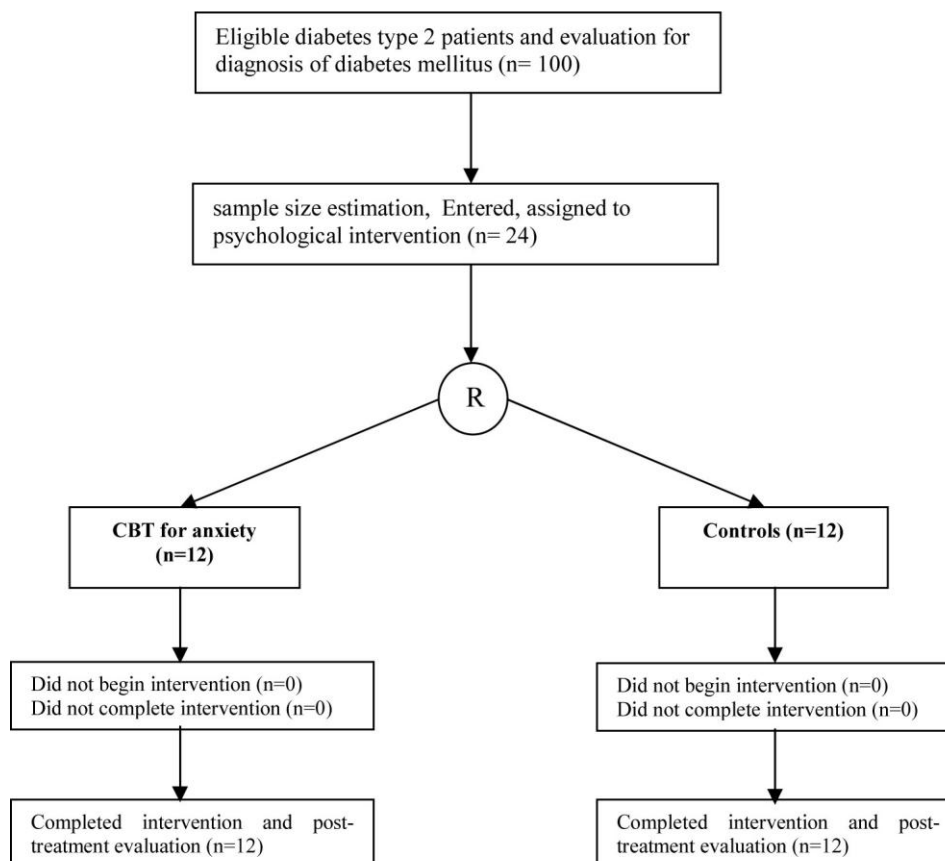 Eligible diabetes type 2 patients and evaluation for
diagnosis of diabetes mellitus (n= 100)
sample size estimation, Entered, assigned to
psychological intervention (n= 24)
R
CBT for anxiety
(n=12)
Controls (n=12)
Did not begin intervention (n=0)
Did not complete intervention (n=0)
Did not begin intervention (n=0)
Did not complete intervention (n=0)
Completed intervention and post-
treatment evaluation (n=12)
Completed intervention and post-
treatment evaluation (n=12)